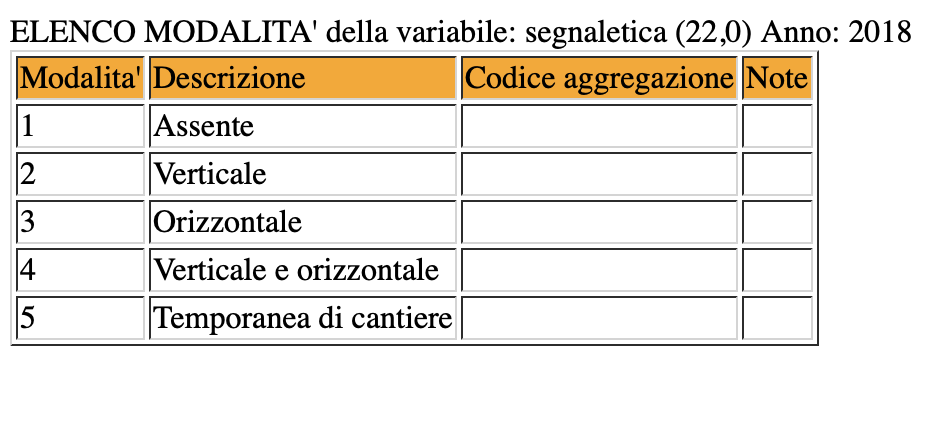 ELENCO MODALITA' della variabile: segnaletica (22,0) Anno: 2018
Modalita' Descrizione Codice aggregazione Note
1 Assente
2 Verticale
3 Orizzontale
4 Verticale e orizzontale
5 Temporanea di cantiere